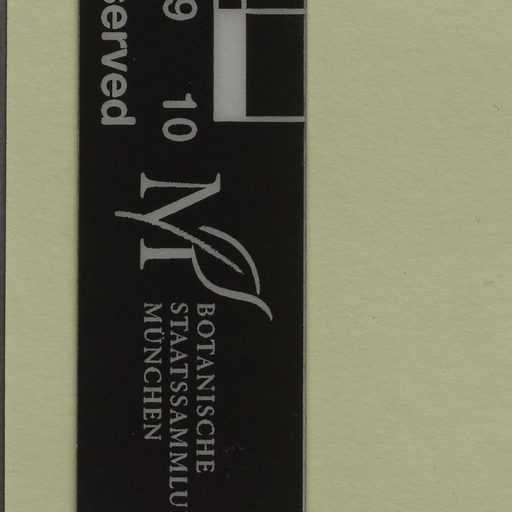 served
9 10
BOTANISCHE
STAATSSAMMLU
MÜNCHEN